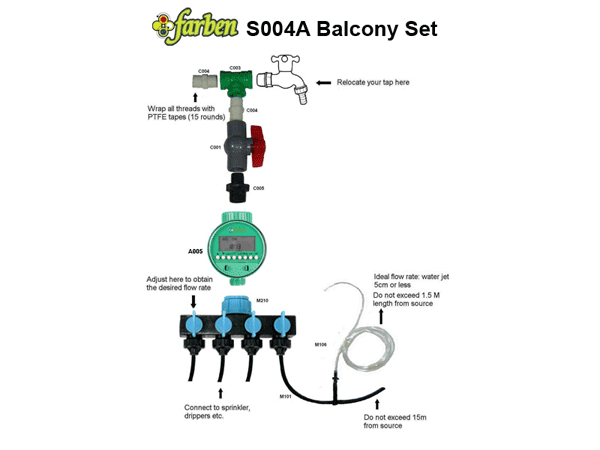 farben S004A Balcony Set
C004
C003
Relocate your tap here
Wrap all threads with
PTFE tapes (15 rounds)
C004
C001
C005
A005
Adjust here to obtain
the desired flow rate
Ideal flow rate: water jet
5cm or less
Do not exceed 1.5 M
length from source
M210
M106
M101
Connect to sprinkler,
drippers etc.
Do not exceed 15m
from source